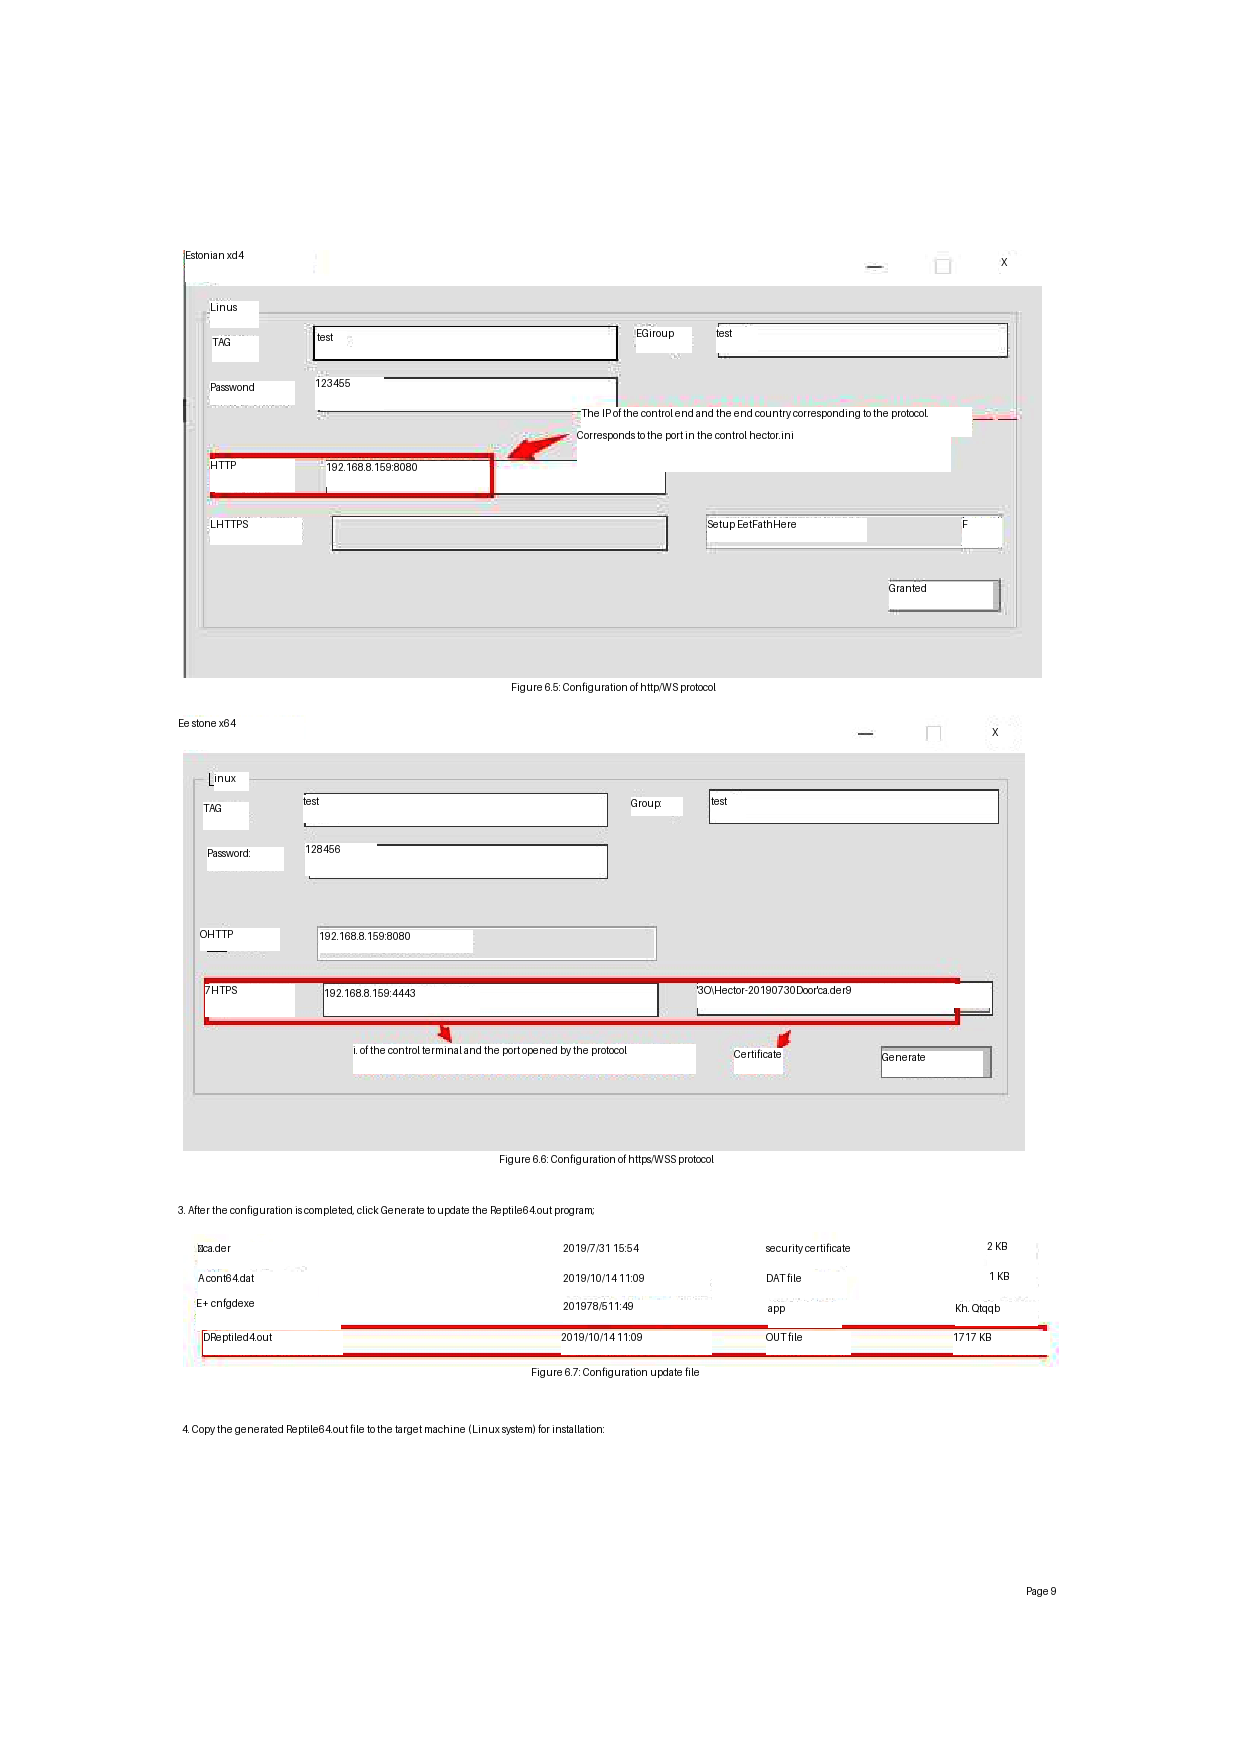 Estonian xd4
X
Linus
TAG
test
EGiroup
test
Passwond
123455
The IP of the control end and the end country corresponding to the protocol.
Corresponds to the port in the control hector.ini
HTTP
192.168.8.159:8080
LHTTPS
Setup EetFathHere
F
Granted
Figure 6.5: Configuration of http/WS protocol
Ee stone x64
X
Linux
TAG
test
Group:
test
Password:
128456
OHTTP
192.168.8.159:8080
7HTPS
192.168.8.159:4443
'3O\Hector-20190730Door'ca.der9
i. of the control terminal and the port opened by the protocol
Certificate
Generate
Figure 6.6: Configuration of https/WSS protocol
3. After the configuration is completed, click Generate to update the Reptile64.out program;
ca.der 2019/7/31 15:54 security certificate 2 KB
Acont64.dat 2019/10/14 11:09 DAT file 1 KB
E+ cnfgdexe 201978/511:49 app Kh. Qtqqb
DReptiled4.out 2019/10/14 11:09 OUT file 1717 KB
Figure 6.7: Configuration update file
4. Copy the generated Reptile64.out file to the target machine (Linux system) for installation:
Page 9